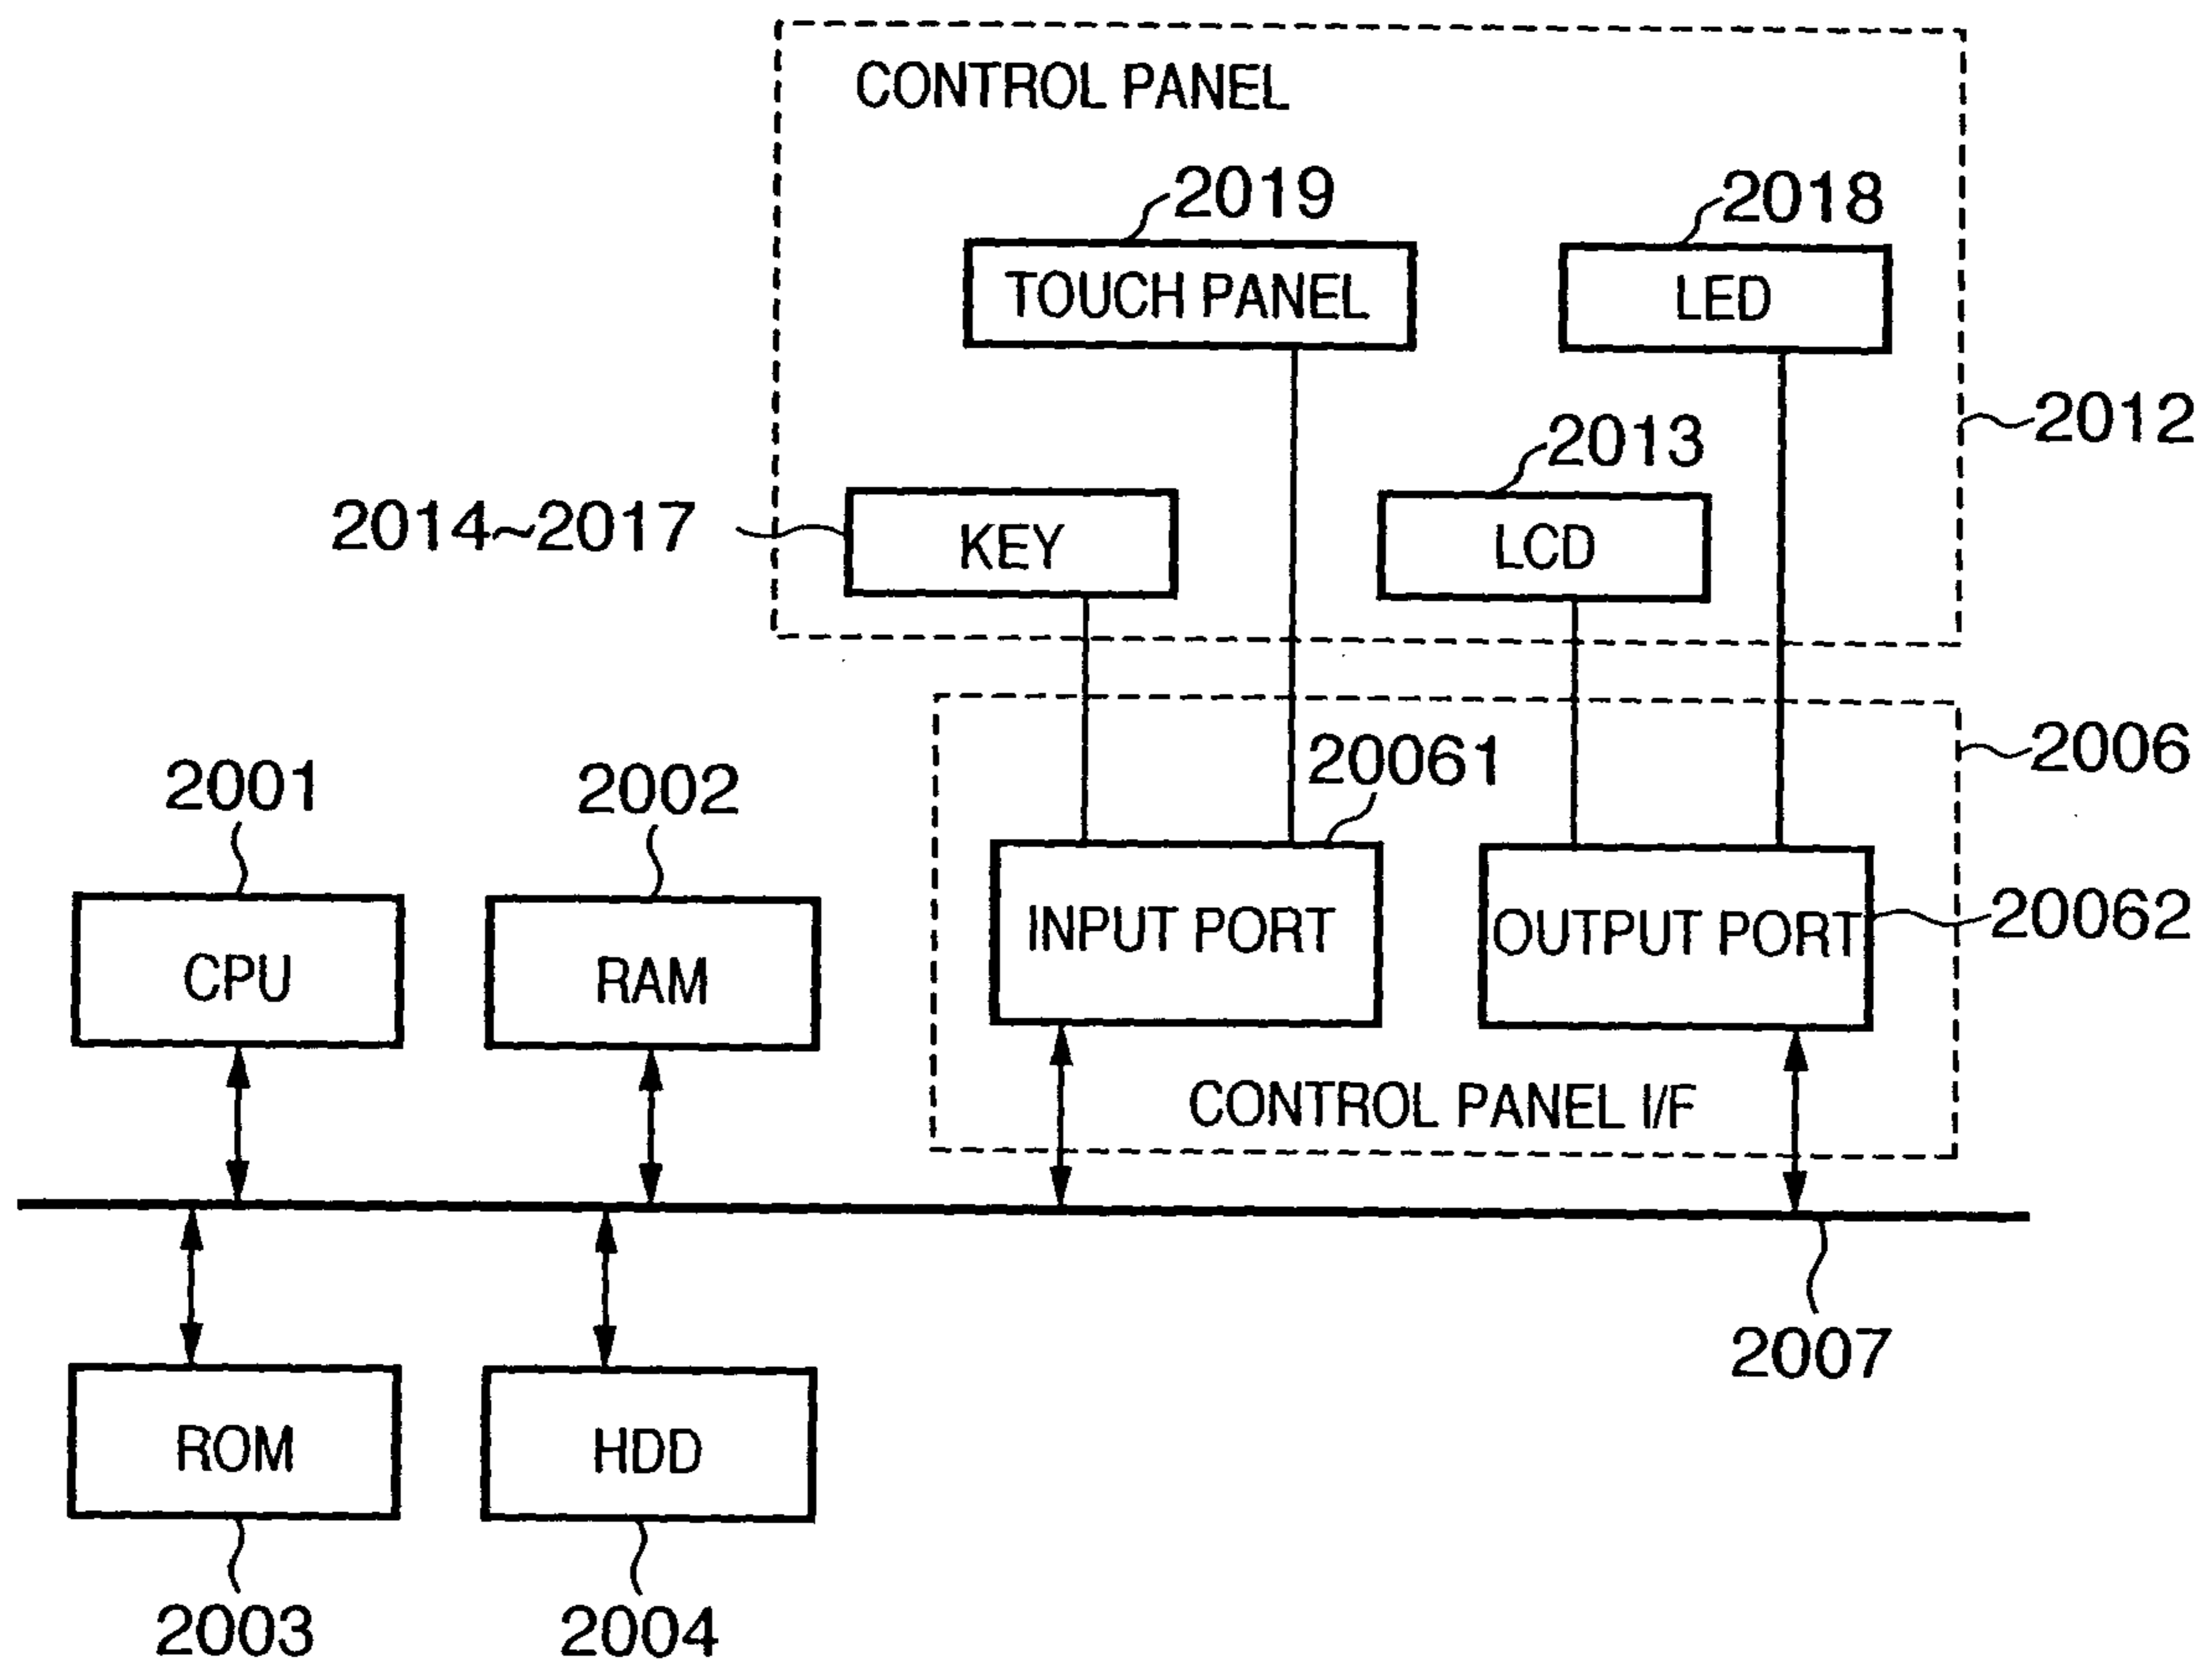 CONTROL PANEL
2019
2018
TOUCH PANEL
LED
2012
2013
2014~2017
KEY
LCD
2006
20061
2001
2002
INPUT PORT
OUTPUT PORT
20062
CPU
RAM
CONTROL PANEL I/F
2007
ROM
HDD
2003
2004